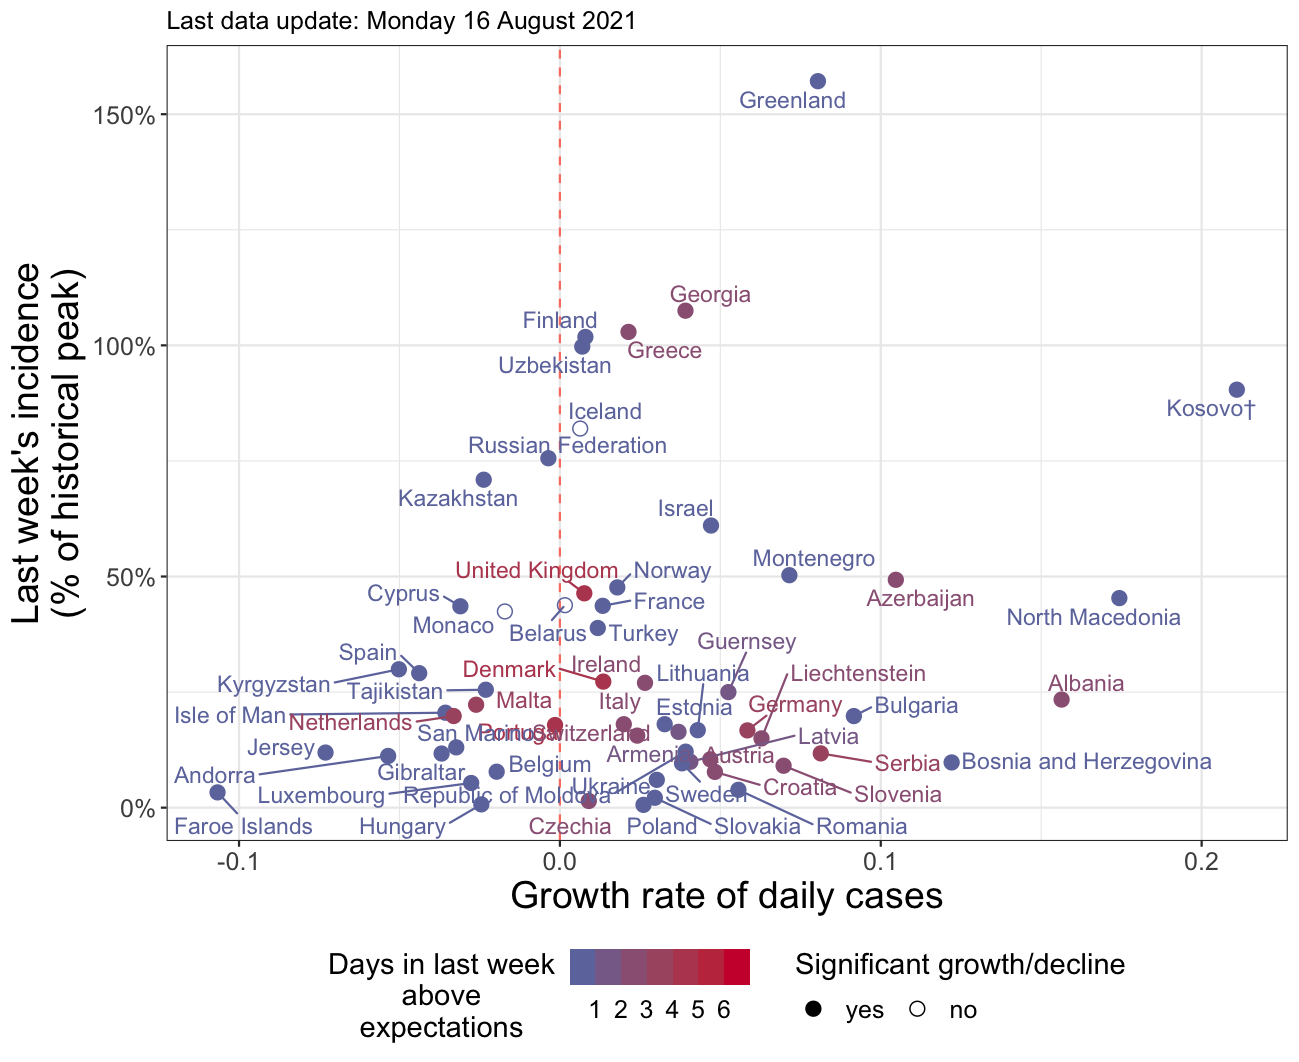 Last data update: Monday 16 August 2021
Last week's incidence
(% of historical peak)
150%
100%
50%
0%
Greenland
Georgia
Finland
Greece
Uzbekistan
Kosovo†
Iceland
Russian Federation
Kazakhstan
Israel
Montenegro
United Kingdom
Norway
Cyprus
France
Azerbaijan
Monaco
Belarus
Turkey
North Macedonia
Guernsey
Spain
Denmark
Ireland
Lithuania
Liechtenstein
Kyrgyzstan
Tajikistan
Albania
Malta
Italy
Estonia
Germany
Bulgaria
Isle of Man
Netherlands
San Marino
Portugal
Switzerland
Latvia
Jersey
Armenia
Austria
Serbia
Bosnia and Herzegovina
Andorra
Gibraltar
Belgium
Ukraine
Croatia
Slovenia
Luxembourg
Republic of Moldova
Sweden
Faroe Islands
Hungary
Czechia
Poland
Slovakia
Romania
-0.1
0.0
0.1
0.2
Growth rate of daily cases
Days in last week
above
expectations
1 2 3 4 5 6
Significant growth/decline
yes
no